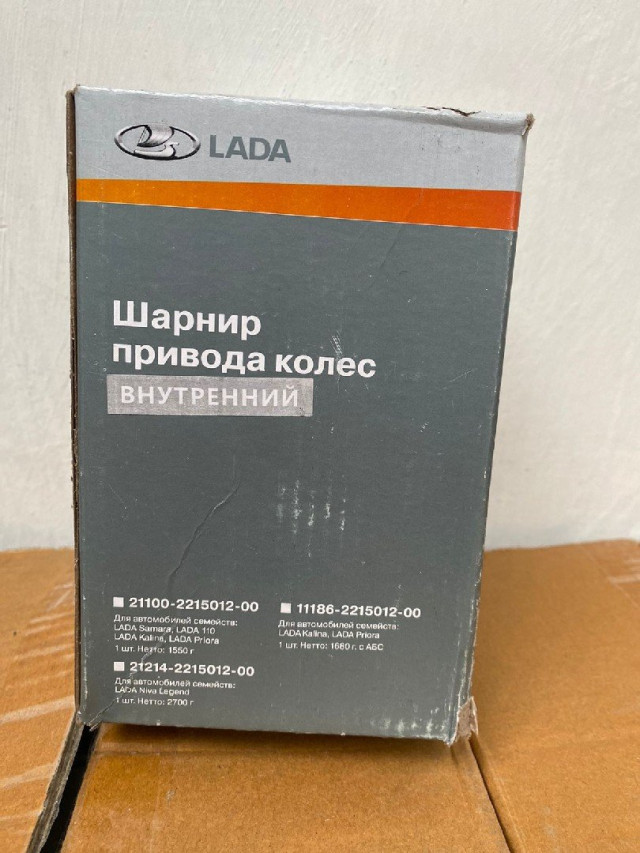 LADA
Шарнир
привода колес
ВНУТРЕННИЙ
21100-2215012-00
Для автомобилей семейств:
LADA Samara, LADA 110
LADA Kalina, LADA Priora
1 шт. Нетто: 1550 г
21214-2215012-00
Для автомобилей семейств:
LADA Niva Legend
1 шт. Нетто: 2700 г
11186-2215012-00
Для автомобилей семейств:
LADA Kalina, LADA Priora
1 шт. Нетто: 1680 г. с АБС